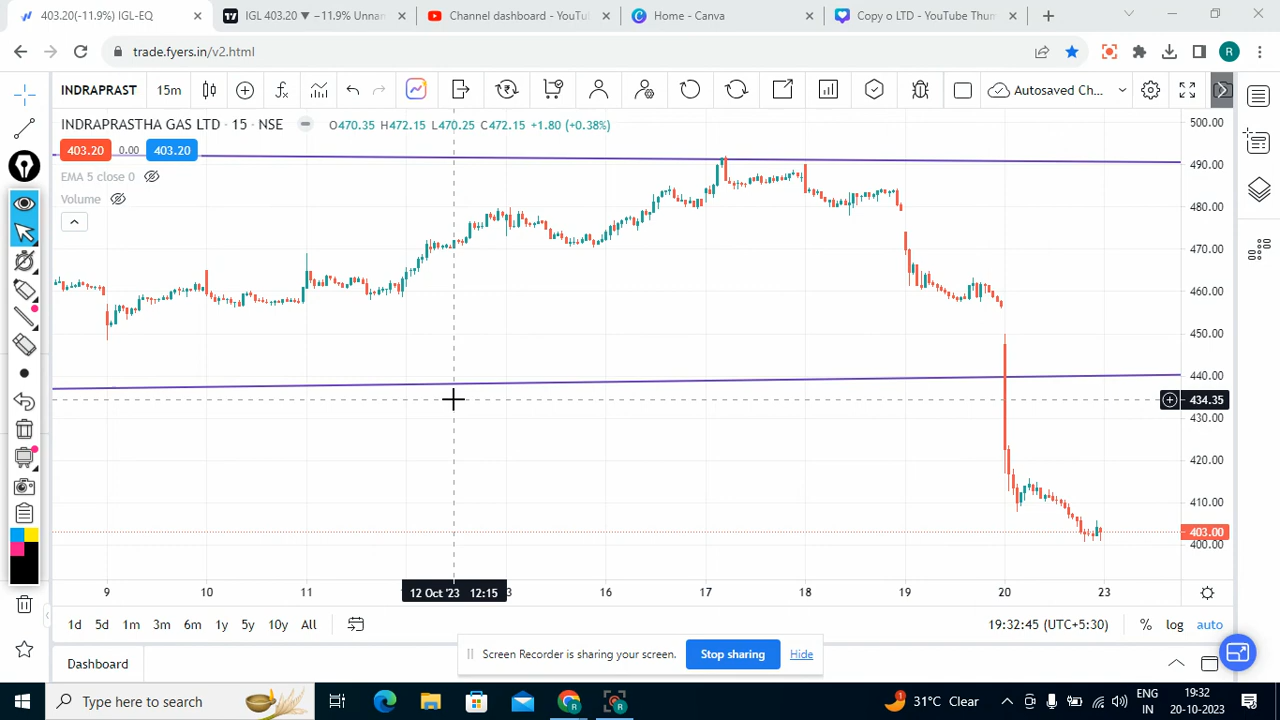 403.20(-11.9%) IGL-EQ
IGL 403.20 ▼ −11.9% Unnan
Channel dashboard - YouTu
Home - Canva
Copy o LTD - YouTube Thum
trade.fyers.in/v2.html
R
INDRAPRAST
15m
Autosaved Ch...
INDRAPRASTHA GAS LTD · 15 · NSE
O470.35 H472.15 L470.25 C472.15 +1.80 (+0.38%)
403.20 0.00 403.20
EMA 5 close 0
Volume
500.00
490.00
480.00
470.00
460.00
450.00
440.00
434.35
430.00
420.00
410.00
403.00
400.00
9 10 11 12 Oct '23 12:15 3 16 17 18 19 20 23
1d 5d 1m 3m 6m 1y 5y 10y All
19:32:45 (UTC+5:30)
% log auto
Screen Recorder is sharing your screen.
Stop sharing
Hide
Dashboard
Type here to search
R
1
31°C Clear
ENG
IN
19:32
20-10-2023